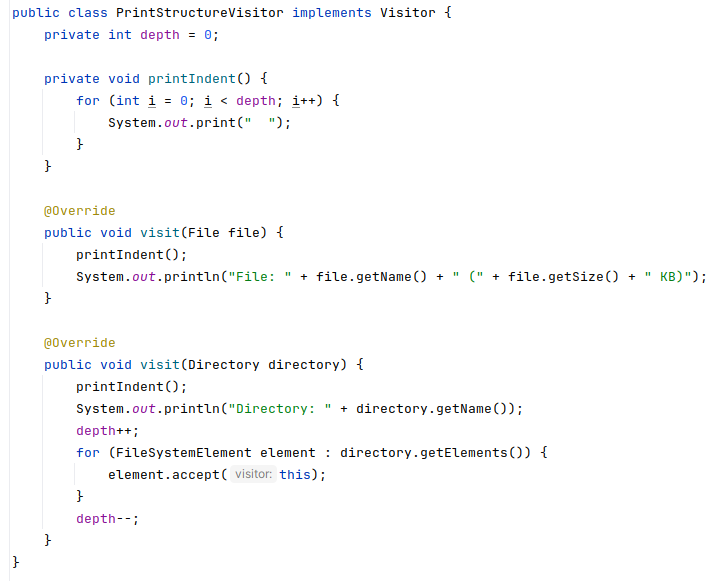 public class PrintStructureVisitor implements Visitor {
    private int depth = 0;

    private void printIndent() {
        for (int i = 0; i < depth; i++) {
            System.out.print("  ");
        }
    }

    @Override
    public void visit(File file) {
        printIndent();
        System.out.println("File: " + file.getName() + " (" + file.getSize() + " KB)");
    }

    @Override
    public void visit(Directory directory) {
        printIndent();
        System.out.println("Directory: " + directory.getName());
        depth++;
        for (FileSystemElement element : directory.getElements()) {
            element.accept( visitor: this);
        }
        depth--;
    }
}